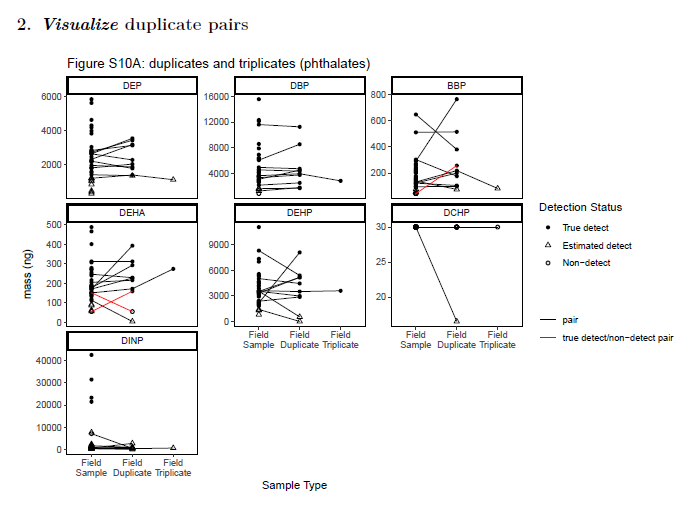 2. Visualize duplicate pairs
Figure S10A: duplicates and triplicates (phthalates)
DEP
DBP
BBP
6000
4000
2000
16000
12000
8000
4000
800
600
400
200
DEHA
DEHP
DCHP
500
400
300
200
100
0
9000
6000
3000
0
30
25
20
DINP
40000
30000
20000
10000
0
Field Sample
Field Duplicate
Field Triplicate
Field Sample
Field Duplicate
Field Triplicate
Field Sample
Field Duplicate
Field Triplicate
mass (ng)
Sample Type
Detection Status
True detect
Estimated detect
Non-detect
pair
true detect/non-detect pair